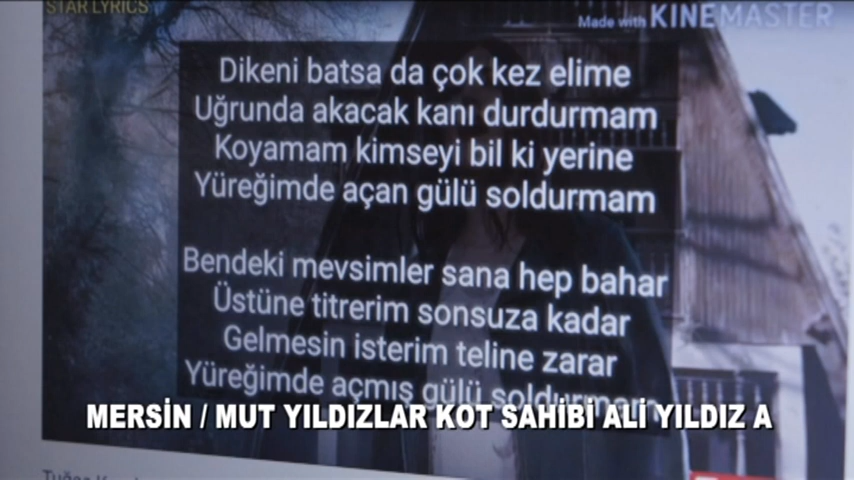 STAR LYRICS
Made with KINEMASTER
Dikeni batsa da çok kez elime
Uğrunda akacak kanı durdurmam
Koyamam kimseyi bil ki yerine
Yüreğimde açan gülü soldurmam
Bendeki mevsimler sana hep bahar
Üstüne titrerim sonsuza kadar
Gelmesin isterim teline zarar
Yüreğimde açmış gülü soldurmam
MERSİN / MUT YILDIZLAR KOT SAHİBİ ALİ YILDIZ A